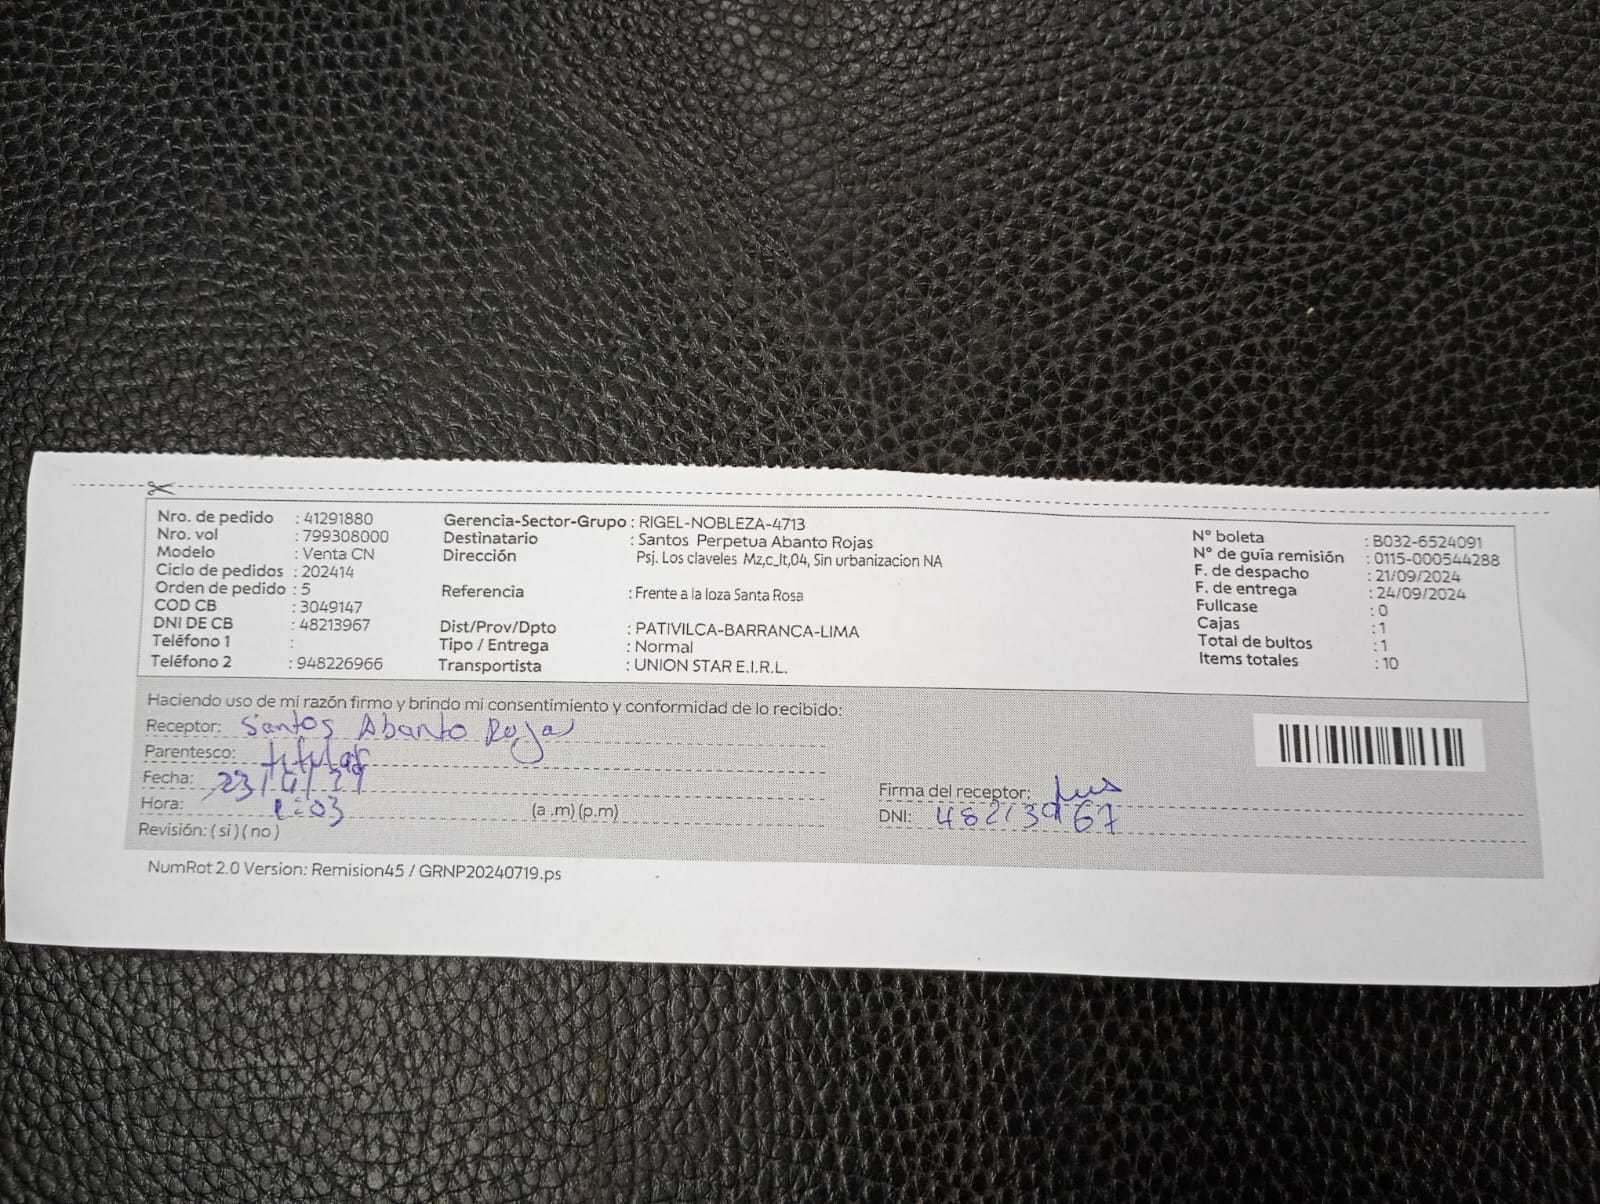 Nro. de pedido : 41291880
Nro. vol : 799308000
Modelo : Venta CN
Ciclo de pedidos : 202414
Orden de pedido : 5
COD CB : 3049147
DNI DE CB : 48213967
Teléfono 1 :
Teléfono 2 : 948226966
Gerencia-Sector-Grupo : RIGEL-NOBLEZA-4713
Destinatario : Santos Perpetua Abanto Rojas
Dirección Psj. Los claveles Mz,c_lt,04, Sin urbanizacion NA
Referencia : Frente a la loza Santa Rosa
Dist/Prov/Dpto : PATIVILCA-BARRANCA-LIMA
Tipo / Entrega : Normal
Transportista : UNION STAR E.I.R.L.
N° boleta : B032-6524091
N° de guía remisión : 0115-000544288
F. de despacho : 21/09/2024
F. de entrega : 24/09/2024
Fullcase : 0
Cajas : 1
Total de bultos : 1
Items totales : 10
Haciendo uso de mi razón firmo y brindo mi consentimiento y conformidad de lo recibido:
Receptor: Santos Abanto Rojas
Parentesco: titular
Fecha:
Hora: 1:03 (a .m) (p.m)
Revisión: ( si ) ( no )
Firma del receptor:
DNI: 48213967
NumRot 2.0 Version: Remision45 / GRNP20240719.ps